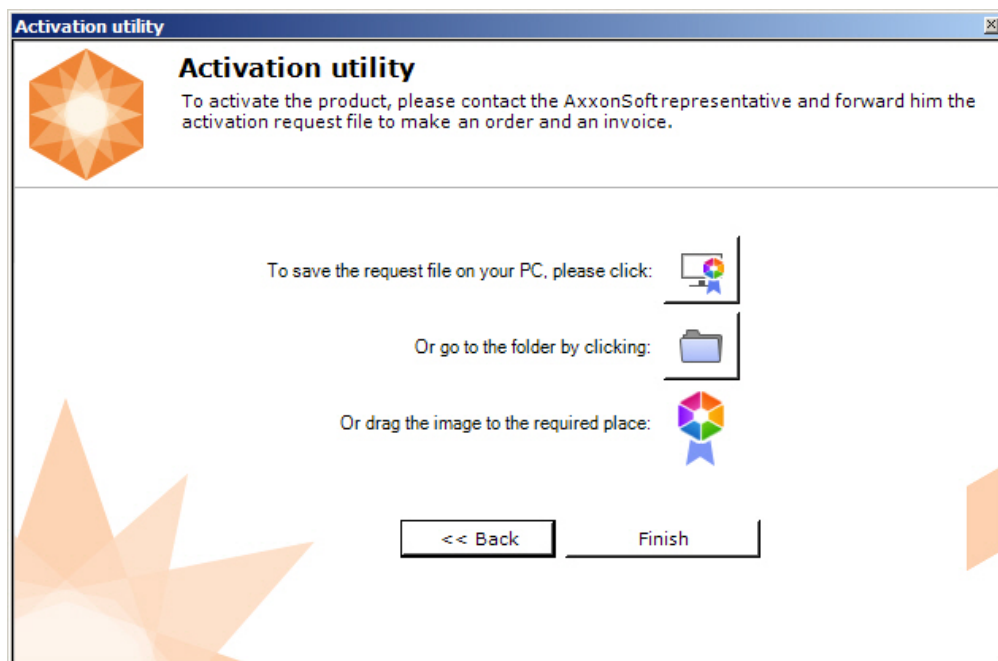 Activation utility
Activation utility
To activate the product, please contact the AxxonSoft representative and forward him the
activation request file to make an order and an invoice.
To save the request file on your PC, please click:
Or go to the folder by clicking:
Or drag the image to the required place:
<< Back
Finish